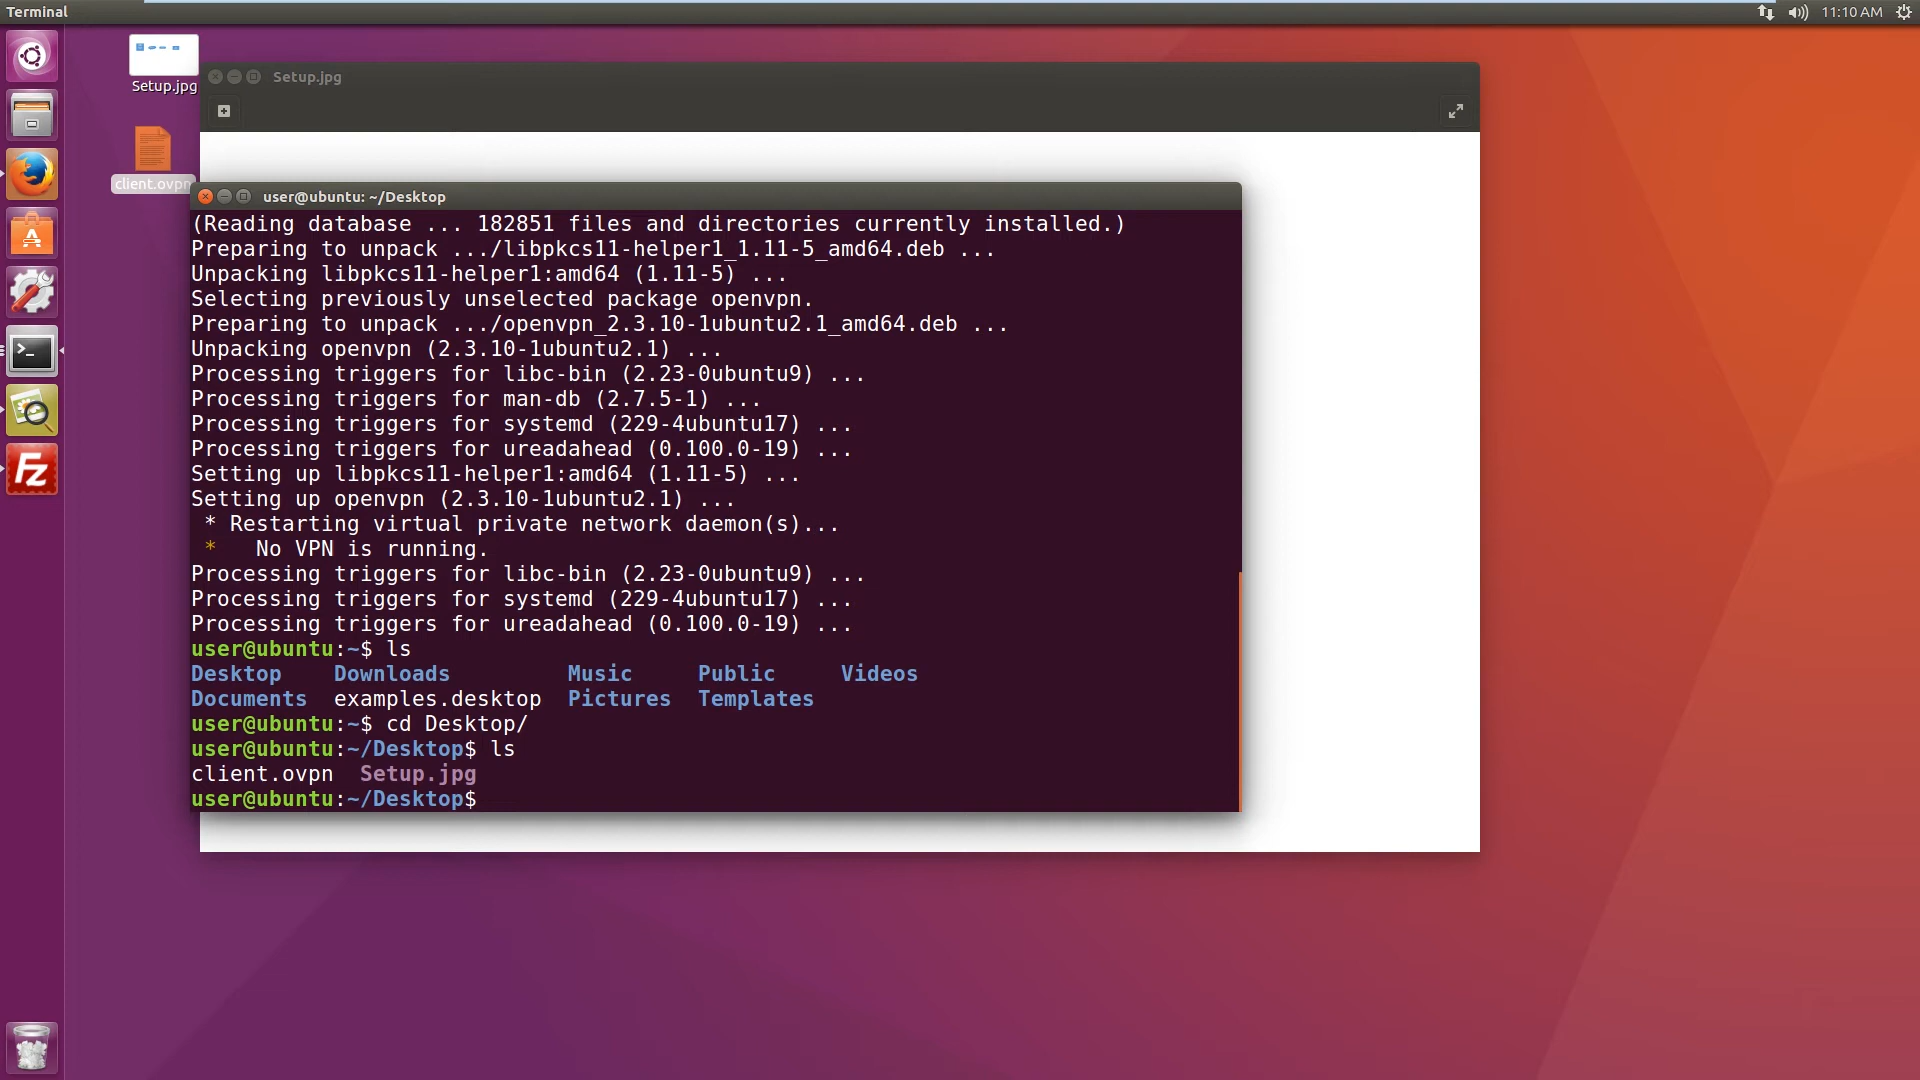 Terminal
11:10 AM
Setup.jpg
Setup.jpg
client.ovpn
user@ubuntu: ~/Desktop
(Reading database ... 182851 files and directories currently installed.)
Preparing to unpack .../libpkcs11-helper1_1.11-5_amd64.deb ...
Unpacking libpkcs11-helper1:amd64 (1.11-5) ...
Selecting previously unselected package openvpn.
Preparing to unpack .../openvpn_2.3.10-1ubuntu2.1_amd64.deb ...
Unpacking openvpn (2.3.10-1ubuntu2.1) ...
Processing triggers for libc-bin (2.23-0ubuntu9) ...
Processing triggers for man-db (2.7.5-1) ...
Processing triggers for systemd (229-4ubuntu17) ...
Processing triggers for ureadahead (0.100.0-19) ...
Setting up libpkcs11-helper1:amd64 (1.11-5) ...
Setting up openvpn (2.3.10-1ubuntu2.1) ...
 * Restarting virtual private network daemon(s)...
 *   No VPN is running.
Processing triggers for libc-bin (2.23-0ubuntu9) ...
Processing triggers for systemd (229-4ubuntu17) ...
Processing triggers for ureadahead (0.100.0-19) ...
user@ubuntu:~$ ls
Desktop    Downloads         Music     Public     Videos
Documents  examples.desktop  Pictures  Templates
user@ubuntu:~$ cd Desktop/
user@ubuntu:~/Desktop$ ls
client.ovpn  Setup.jpg
user@ubuntu:~/Desktop$